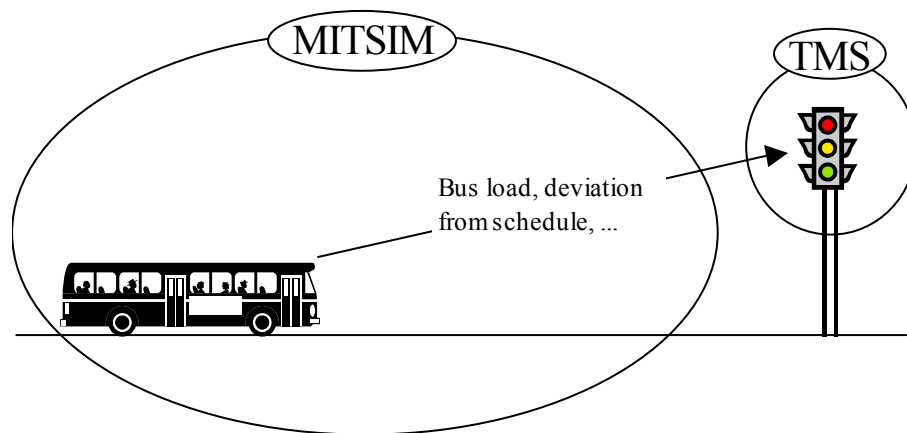 MITSIM
TMS
Bus load, deviation
from schedule, ...